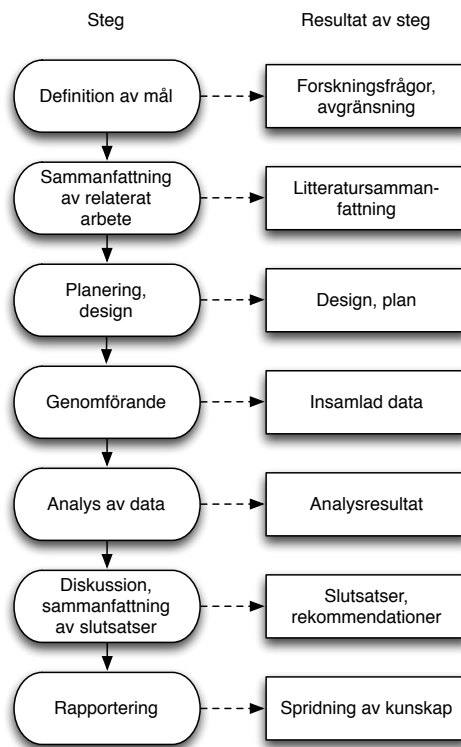 Steg
Resultat av steg
Definition av mål
Forskningsfrågor,
avgränsning
Sammanfattning
av relaterat
arbete
Litteratursamman-
fattning
Planering,
design
Design, plan
Genomförande
Insamlad data
Analys av data
Analysresultat
Diskussion,
sammanfattning
av slutsatser
Slutsatser,
rekommendationer
Rapportering
Spridning av kunskap